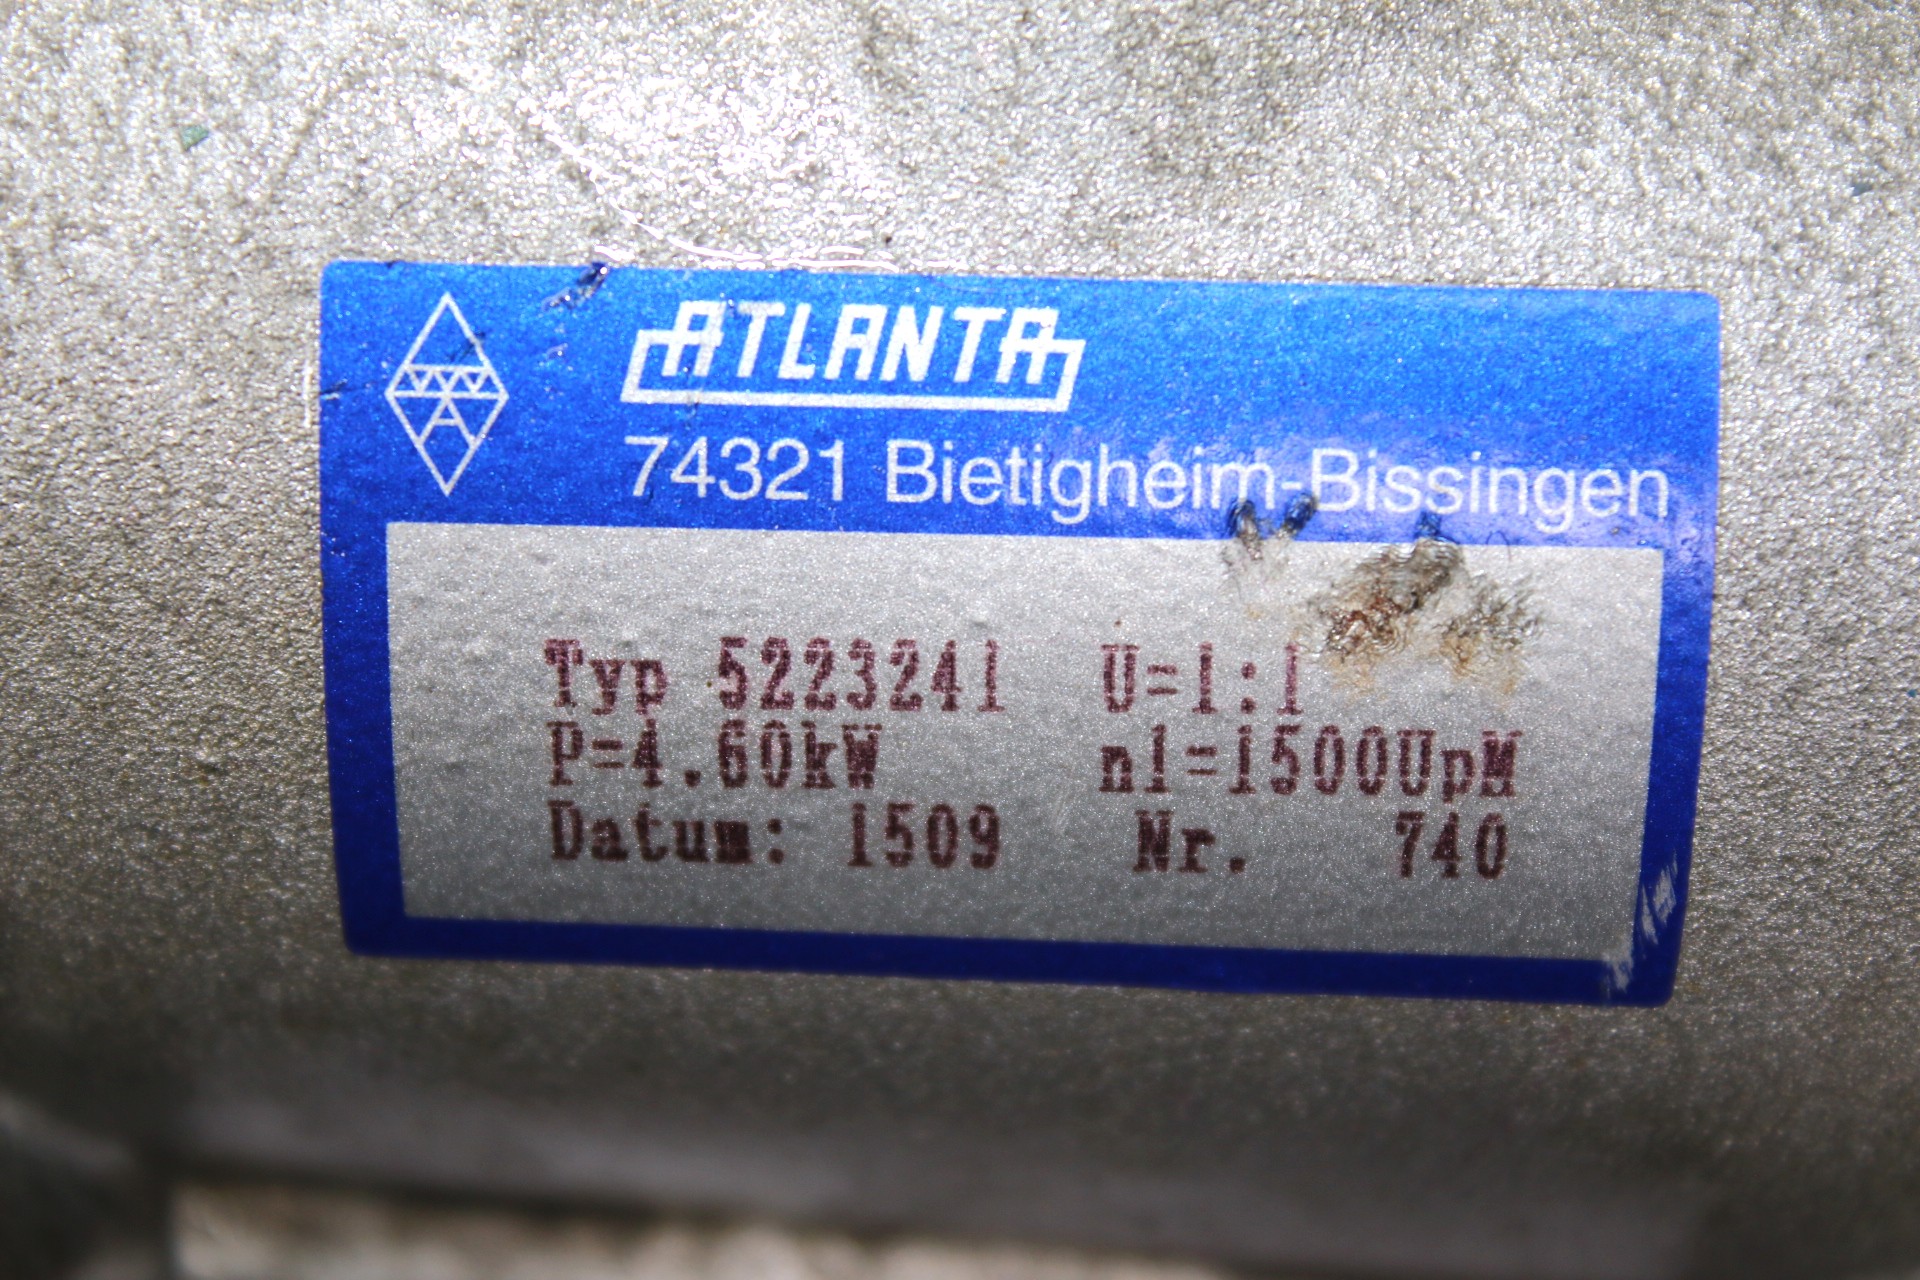 ATLANTA
74321 Bietigheim-Bissingen
Typ 5223241 U=1:1
P=4.60kW n1=1500UpM
Datum: 1509 Nr. 740